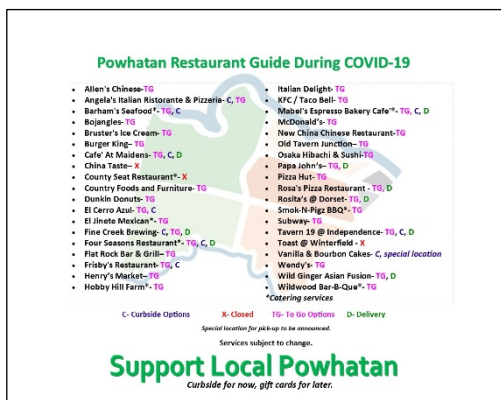 Powhatan Restaurant Guide During COVID-19
Allen's Chinese-TG
Angela's Italian Ristorante & Pizzeria- C, TG
Barham's Seafood*- TG, C
Bojangles- TG
Bruster's Ice Cream- TG
Burger King– TG
Cafe' At Maidens- TG, C, D
China Taste– X
County Seat Restaurant*- X
Country Foods and Furniture- TG
Dunkin Donuts- TG
El Cerro Azul- TG, C
El Jinete Mexican*- TG
Fine Creek Brewing- C, TG, D
Four Seasons Restaurant*- TG, C, D
Flat Rock Bar & Grill– TG
Frisby's Restaurant- TG, C
Henry's Market– TG
Hobby Hill Farm*- TG
Italian Delight- TG
KFC / Taco Bell- TG
Mabel's Espresso Bakery Cafe'*- TG, C, D
McDonald's- TG
New China Chinese Restaurant-TG
Old Tavern Junction– TG
Osaka Hibachi & Sushi-TG
Papa John's– TG, D
Pizza Hut- TG
Rosa's Pizza Restaurant - TG, D
Rosita's @ Dorset- TG, D
Smok-N-Pigz BBQ*- TG
Subway- TG
Tavern 19 @ Independence- TG, C, D
Toast @ Winterfield - X
Vanilla & Bourbon Cakes- C, special location
Wendy's- TG
Wild Ginger Asian Fusion- TG, D
Wildwood Bar-B-Que*- TG
*Catering services
C- Curbside Options X- Closed TG- To Go Options D- Delivery
Special location for pick-up to be announced.
Services subject to change.
Support Local Powhatan
Curbside for now, gift cards for later.